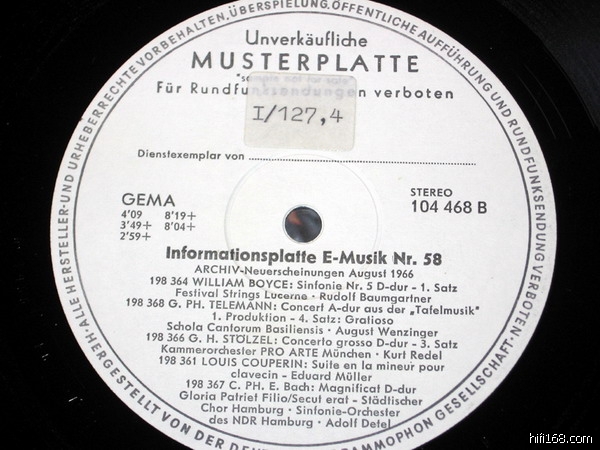 ALLE HERSTELLER-UND URHEBERRECHTE VORBEHALTEN, ÜBERSPIELUNG, ÖFFENTLICHE AUFFÜHRUNG UND RUNDFUNKSENDUNG VERBOTEN.
Unverkäufliche
MUSTERPLATTE
"sample not for sale"
Für Rundfunksendungen verboten
I/127,4
Dienstexemplar von
GEMA
4'09 8'19+
3'49+ 8'04+
2'59+
STEREO
104 468 B
Informationsplatte E-Musik Nr. 58
ARCHIV-Neuerscheinungen August 1966
198 364 WILLIAM BOYCE: Sinfonie Nr. 5 D-dur - 1. Satz
Festival Strings Lucerne · Rudolf Baumgartner
198 368 G. PH. TELEMANN: Concert A-dur aus der „Tafelmusik"
1. Produktion - 4. Satz: Gratioso
Schola Cantorum Basiliensis · August Wenzinger
198 366 G. H. STÖLZEL: Concerto grosso D-dur - 3. Satz
Kammerorchester PRO ARTE München · Kurt Redel
198 361 LOUIS COUPERIN: Suite en la mineur pour
clavecin - Eduard Müller
198 367 C. PH. E. Bach: Magnificat D-dur
Gloria Patriet Filio/Secut erat - Städtischer
Chor Hamburg · Sinfonie-Orchester
des NDR Hamburg · Adolf Detel
HERGESTELLT VON DER GRAMMOPHON GESELLSCHAFT
hifi168.com